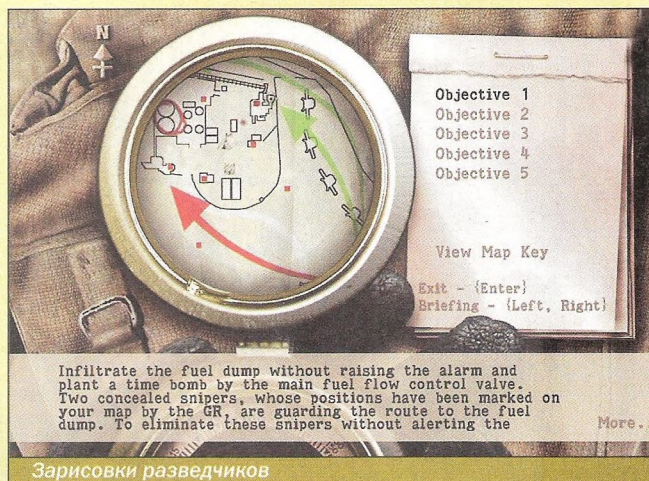 N
Objective 1
Objective 2
Objective 3
Objective 4
Objective 5
View Map Key
Exit - {Enter}
Briefing - {Left, Right}
Infiltrate the fuel dump without raising the alarm and
plant a time bomb by the main fuel flow control valve.
Two concealed snipers, whose positions have been marked on
your map by the GR, are guarding the route to the fuel
dump. To eliminate these snipers without alerting the
More.
Зарисовки разведчиков